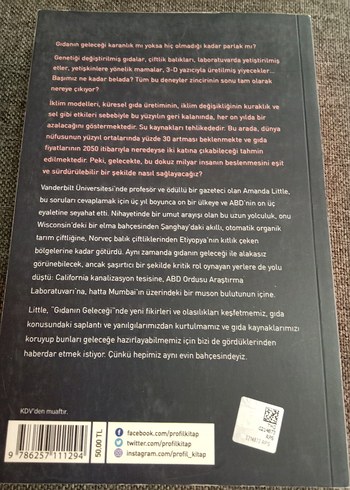 Gıdanın geleceği karanlık mı yoksa hiç olmadığı kadar parlak mı?
Genetiği değiştirilmiş gıdalar, çiftlik balıkları, laboratuvarda yetiştirilmiş
etler, yetişkinlere yönelik mamalar, 3-D yazıcıyla üretilmiş yiyecekler...
Başımız ne kadar belada? Tüm bu deneyler zincirinin sonu tam olarak
nereye çıkıyor?
İklim modelleri, küresel gıda üretiminin, iklim değişikliğinin kuraklık ve
sel gibi etkileri sebebiyle bu yüzyılın geri kalanında, her on yılda bir
azalacağını göstermektedir. Su kaynakları tehlikededir. Bu arada, dünya
nüfusunun yüzyıl ortalarında yüzde 30 artması beklenmekte ve gıda
fiyatlarının 2050 itibarıyla neredeyse iki katına çıkabileceği tahmin
edilmektedir. Peki, gelecekte, bu dokuz milyar insanın beslenmesini eşit
ve sürdürülebilir bir şekilde nasıl sağlayacağız?
Vanderbilt Üniversitesi'nde profesör ve ödüllü bir gazeteci olan Amanda Little,
bu soruları cevaplamak için üç yıl boyunca on bir ülkeye ve ABD'nin on üç
eyaletine seyahat etti. Nihayetinde bir umut arayışı olan bu uzun yolculuk, onu
Wisconsin'deki bir elma bahçesinden Şanghay'daki akıllı, otomatik organik
tarım çiftliğine, Norveç balık çiftliklerinden Etiyopya'nın kıtlık çeken
bölgelerine kadar götürdü. Aynı zamanda gıdanın geleceği ile alakasız
görünebilecek, ancak şaşırtıcı bir şekilde kritik rol oynayan yerlere de yolu
düştü: California kanalizasyon tesisine, ABD Ordusu Araştırma
Laboratuvarı'na, hatta Mumbai'nin üzerindeki bir muson bulutunun içine.
Little, "Gıdanın Geleceği"nde yeni fikirleri ve olasılıkları keşfetmemiz, gıda
konusundaki saplantı ve yanılgılarımızdan kurtulmamız ve gıda kaynaklarımızı
koruyup bunları geleceğe hazırlayabilmemiz için bizi de gördüklerinden
haberdar etmek istiyor. Çünkü hepimiz aynı evin bahçesindeyiz.
KDV'den muaftır.
50.00 TL
facebook.com/profilkitap
twitter.com/profilkitap
instagram.com/profil_kitap
9 786257 111294